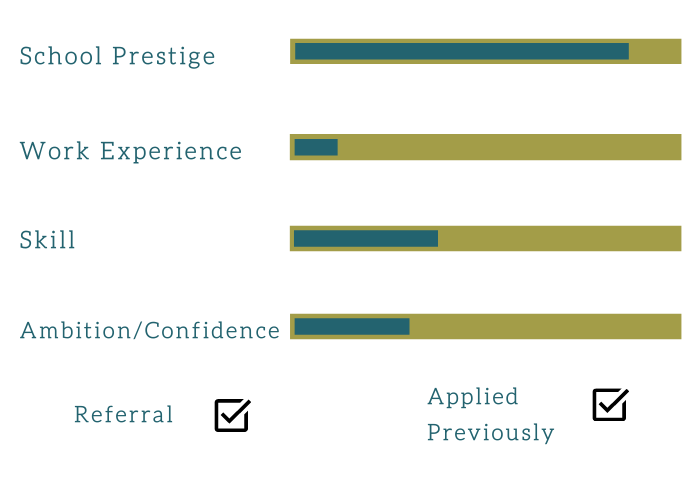 School Prestige
Work Experience
Skill
Ambition/Confidence
Referral
Applied
Previously